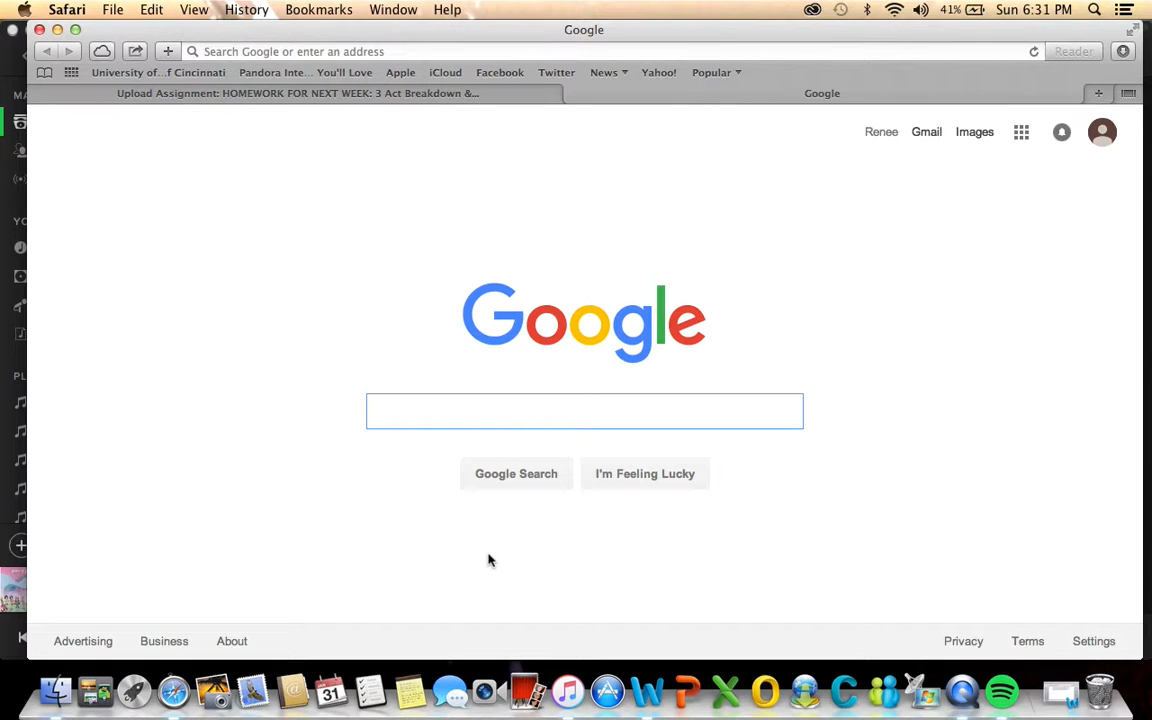 Safari File Edit View History Bookmarks Window Help 41% Sun 6:31 PM
Google
Search Google or enter an address Reader
University of...f Cincinnati Pandora Inte... You'll Love Apple iCloud Facebook Twitter News Yahoo! Popular
Upload Assignment: HOMEWORK FOR NEXT WEEK: 3 Act Breakdown &... Google
Renee Gmail Images
Google
Google Search I'm Feeling Lucky
Advertising Business About Privacy Terms Settings
31